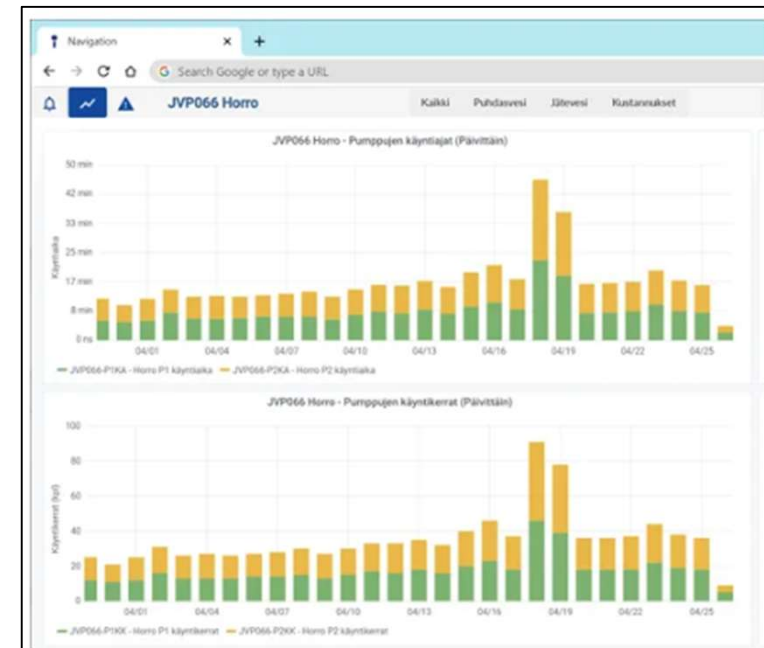 Navigation
Search Google or type a URL
JVP066 Horro Kaikki Puhdasvesi Jätevesi Kustannukset
JVP066 Horro - Pumppujen käyntiajat (Päivittäin)
50 min
42 min
33 min
25 min
17 min
8 min
0 ns
Käyntiaika
04/01 04/04 04/07 04/10 04/13 04/16 04/19 04/22 04/25
JVP066-P1KA - Horro P1 käyntiaika JVP066-P2KA - Horro P2 käyntiaika
JVP066 Horro - Pumppujen käyntikerrat (Päivittäin)
100
80
60
40
20
0
Käyntikerrat (kpl)
04/01 04/04 04/07 04/10 04/13 04/16 04/19 04/22 04/25
JVP066-P1KK - Horro P1 käyntikerrat JVP066-P2KK - Horro P2 käyntikerrat